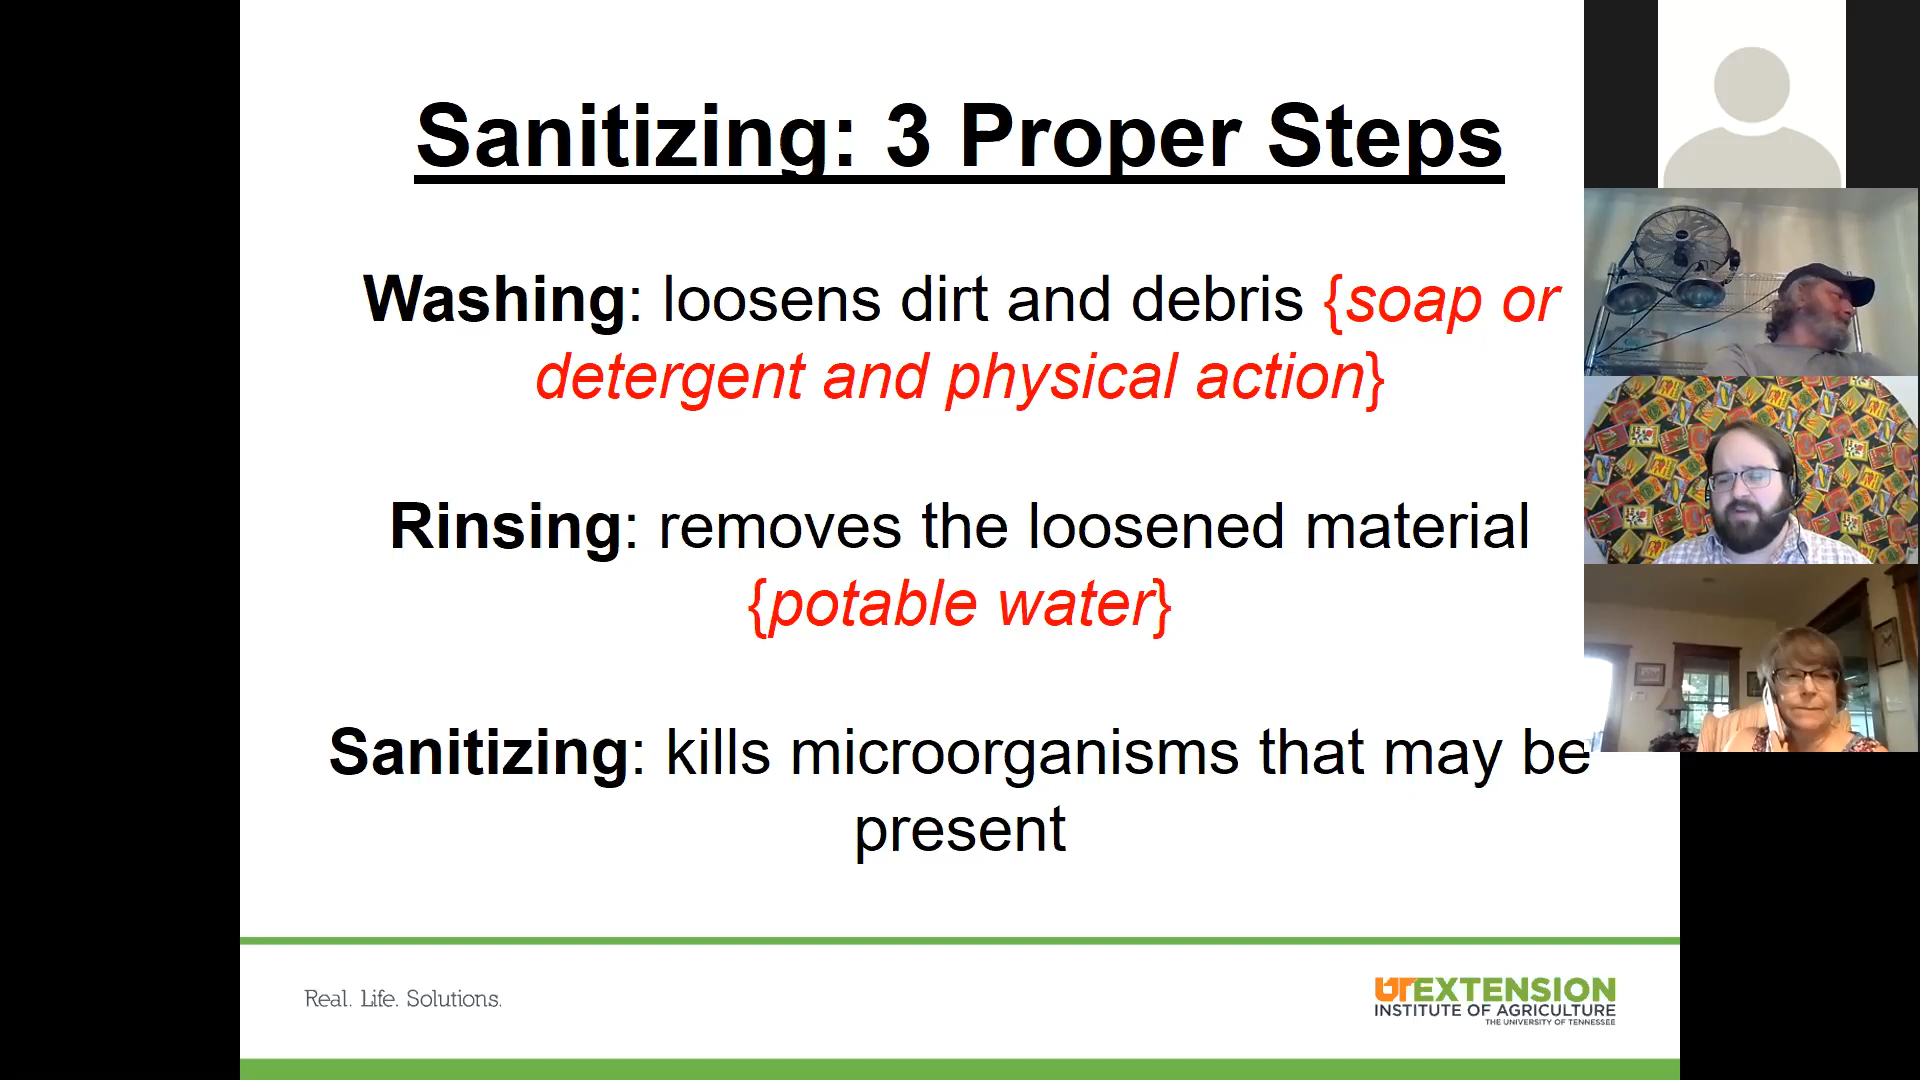 Sanitizing: 3 Proper Steps
Washing: loosens dirt and debris {soap or
detergent and physical action}
Rinsing: removes the loosened material
{potable water}
Sanitizing: kills microorganisms that may be
present
Real. Life. Solutions.
UT EXTENSION
INSTITUTE OF AGRICULTURE
THE UNIVERSITY OF TENNESSEE